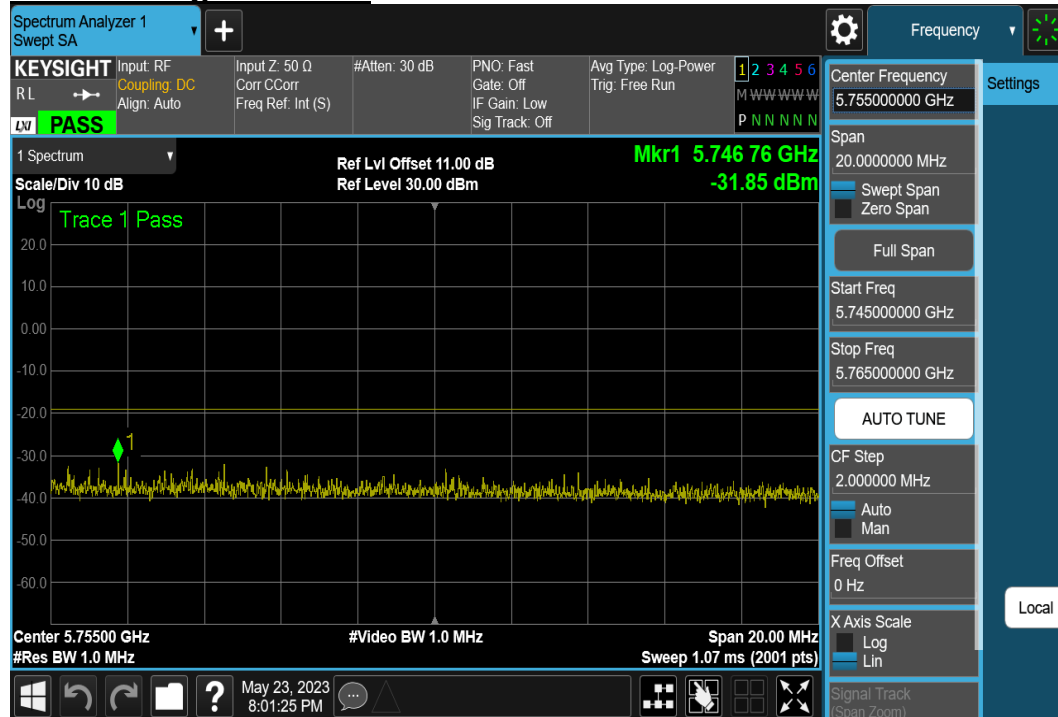 Spectrum Analyzer 1
Swept SA
+
Frequency
KEYSIGHT
RL
LXI
PASS
Input: RF
Coupling: DC
Align: Auto
Input Z: 50 Ω
Corr CCorr
Freq Ref: Int (S)
#Atten: 30 dB
PNO: Fast
Gate: Off
IF Gain: Low
Sig Track: Off
Avg Type: Log-Power
Trig: Free Run
1 2 3 4 5 6
M W W W W W
P N N N N N
1 Spectrum
Scale/Div 10 dB
Ref Lvl Offset 11.00 dB
Ref Level 30.00 dBm
Mkr1 5.746 76 GHz
-31.85 dBm
Log
Trace 1 Pass
20.0
10.0
0.00
-10.0
-20.0
1
-30.0
-40.0
-50.0
-60.0
Center 5.75500 GHz
#Res BW 1.0 MHz
#Video BW 1.0 MHz
Span 20.00 MHz
Sweep 1.07 ms (2001 pts)
Center Frequency
5.755000000 GHz
Span
20.0000000 MHz
Swept Span
Zero Span
Full Span
Start Freq
5.745000000 GHz
Stop Freq
5.765000000 GHz
AUTO TUNE
CF Step
2.000000 MHz
Auto
Man
Freq Offset
0 Hz
X Axis Scale
Log
Lin
Signal Track
(Span Zoom)
Settings
Local
?
May 23, 2023
8:01:25 PM